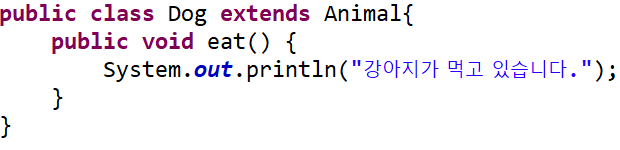 public class Dog extends Animal{
    public void eat() {
        System.out.println("강아지가 먹고 있습니다.");
    }
}